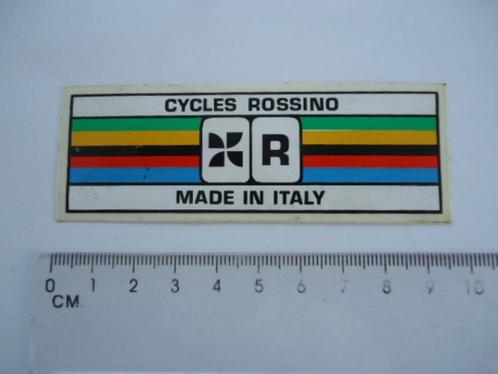 CYCLES ROSSINO
R
MADE IN ITALY
0 1 2 3 4 5 6 7 8 9 10
CM.